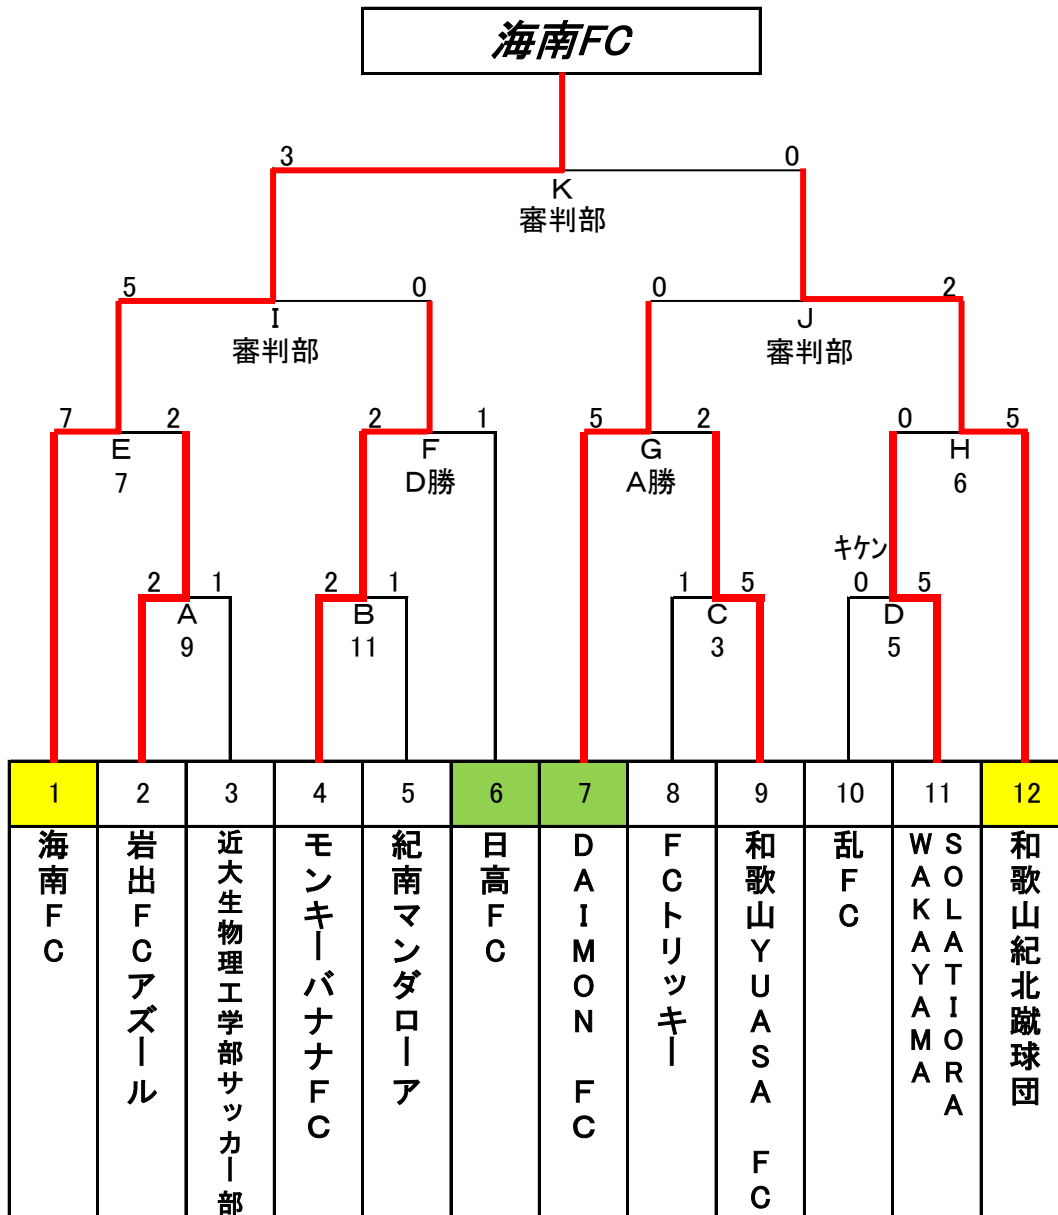 海南FC
3 0
K
審判部
5 0 0 2
I J
審判部 審判部
7 2 2 1 5 2 0 5
E F G H
7 D勝 A勝 6
キケン
2 1 2 1 1 5 0 5
A B C D
9 11 3 5
1 2 3 4 5 6 7 8 9 10 11 12
海南FC
岩出FCアズール
近大生物理工学部サッカー部
モンキーバナナFC
紀南マンダローア
日高FC
DAIMON FC
FCトリッキー
和歌山YUASA FC
乱FC
SOLATIORA
WAKAYAMA
和歌山紀北蹴球団